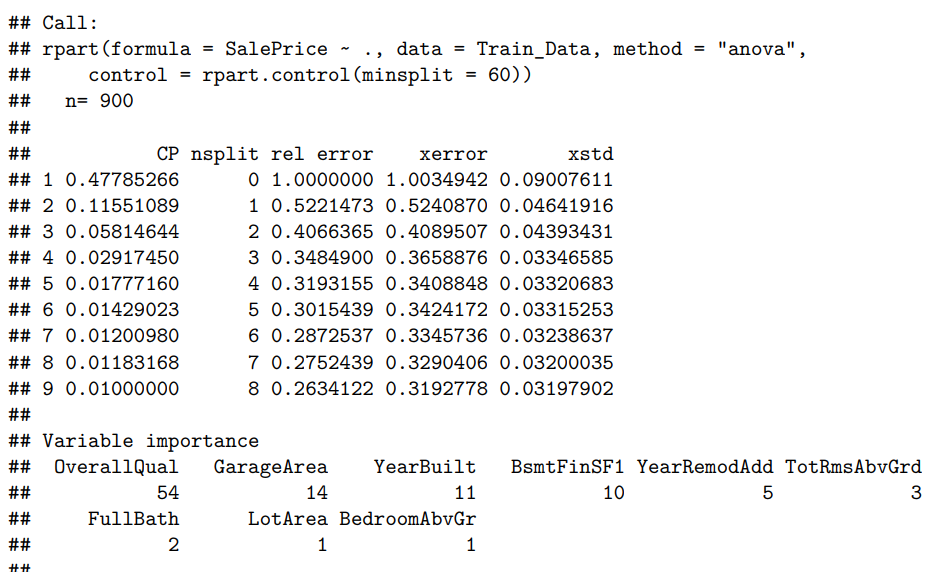 ## Call:
## rpart(formula = SalePrice ~ ., data = Train_Data, method = "anova",
##     control = rpart.control(minsplit = 60))
##   n= 900
##
##           CP nsplit rel error    xerror       xstd
## 1 0.47785266      0 1.0000000 1.0034942 0.09007611
## 2 0.11551089      1 0.5221473 0.5240870 0.04641916
## 3 0.05814644      2 0.4066365 0.4089507 0.04393431
## 4 0.02917450      3 0.3484900 0.3658876 0.03346585
## 5 0.01777160      4 0.3193155 0.3408848 0.03320683
## 6 0.01429023      5 0.3015439 0.3424172 0.03315253
## 7 0.01200980      6 0.2872537 0.3345736 0.03238637
## 8 0.01183168      7 0.2752439 0.3290406 0.03200035
## 9 0.01000000      8 0.2634122 0.3192778 0.03197902
##
## Variable importance
##  OverallQual   GarageArea    YearBuilt   BsmtFinSF1 YearRemodAdd TotRmsAbvGrd
##           54           14           11           10            5            3
##     FullBath      LotArea BedroomAbvGr
##            2            1            1
##